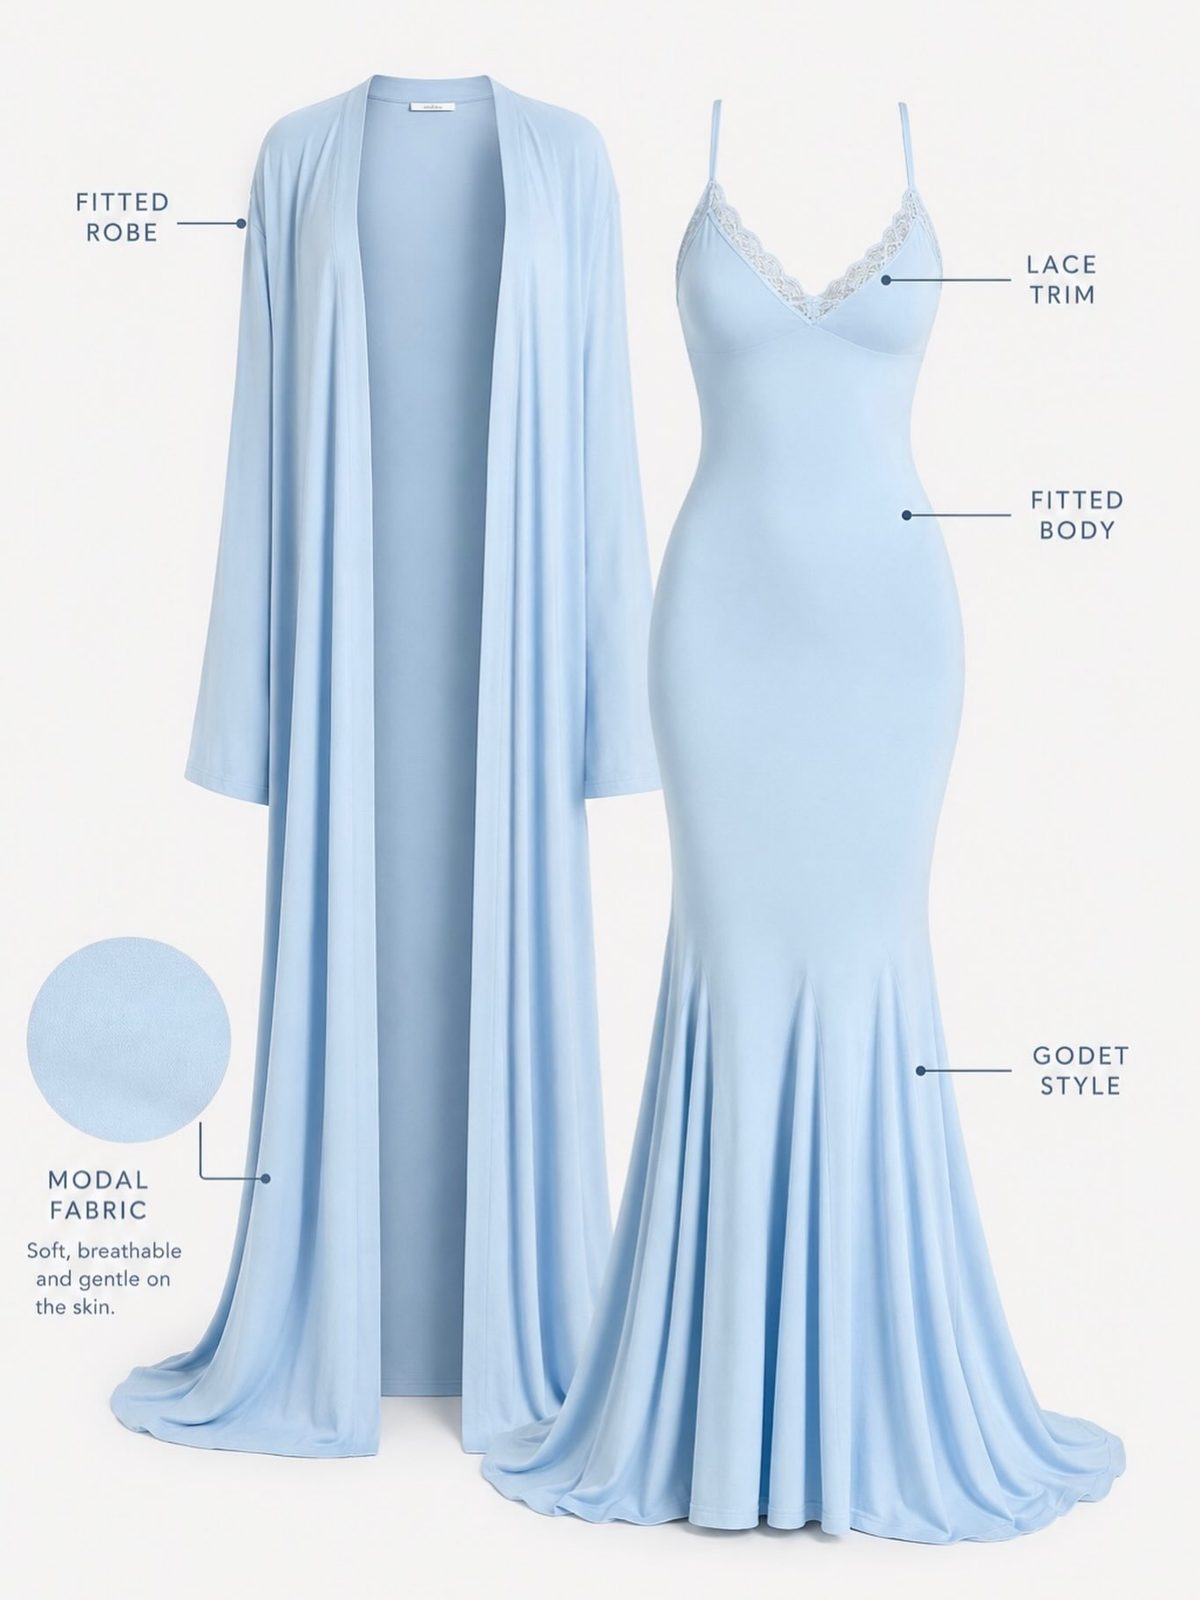 FITTED
ROBE
LACE
TRIM
FITTED
BODY
GODET
STYLE
MODAL
FABRIC
Soft, breathable
and gentle on
the skin.